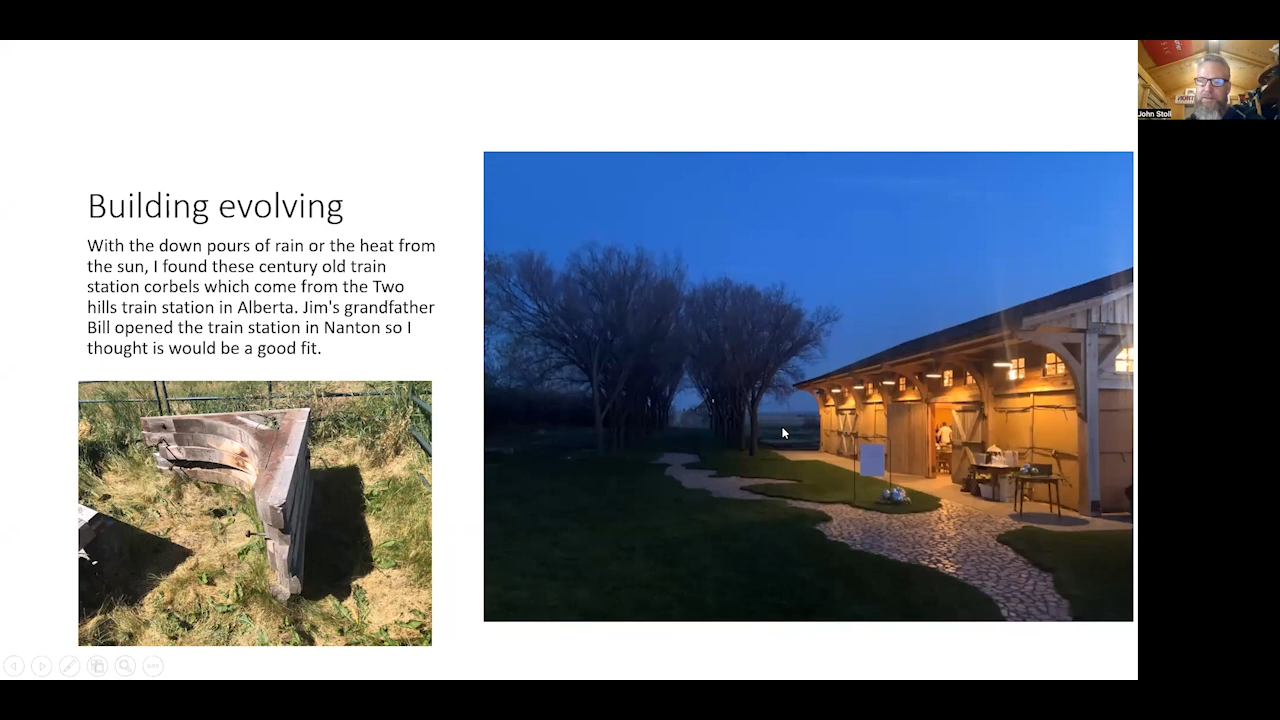 Building evolving
With the down pours of rain or the heat from
the sun, I found these century old train
station corbels which come from the Two
hills train station in Alberta. Jim's grandfather
Bill opened the train station in Nanton so I
thought is would be a good fit.
John Stoll